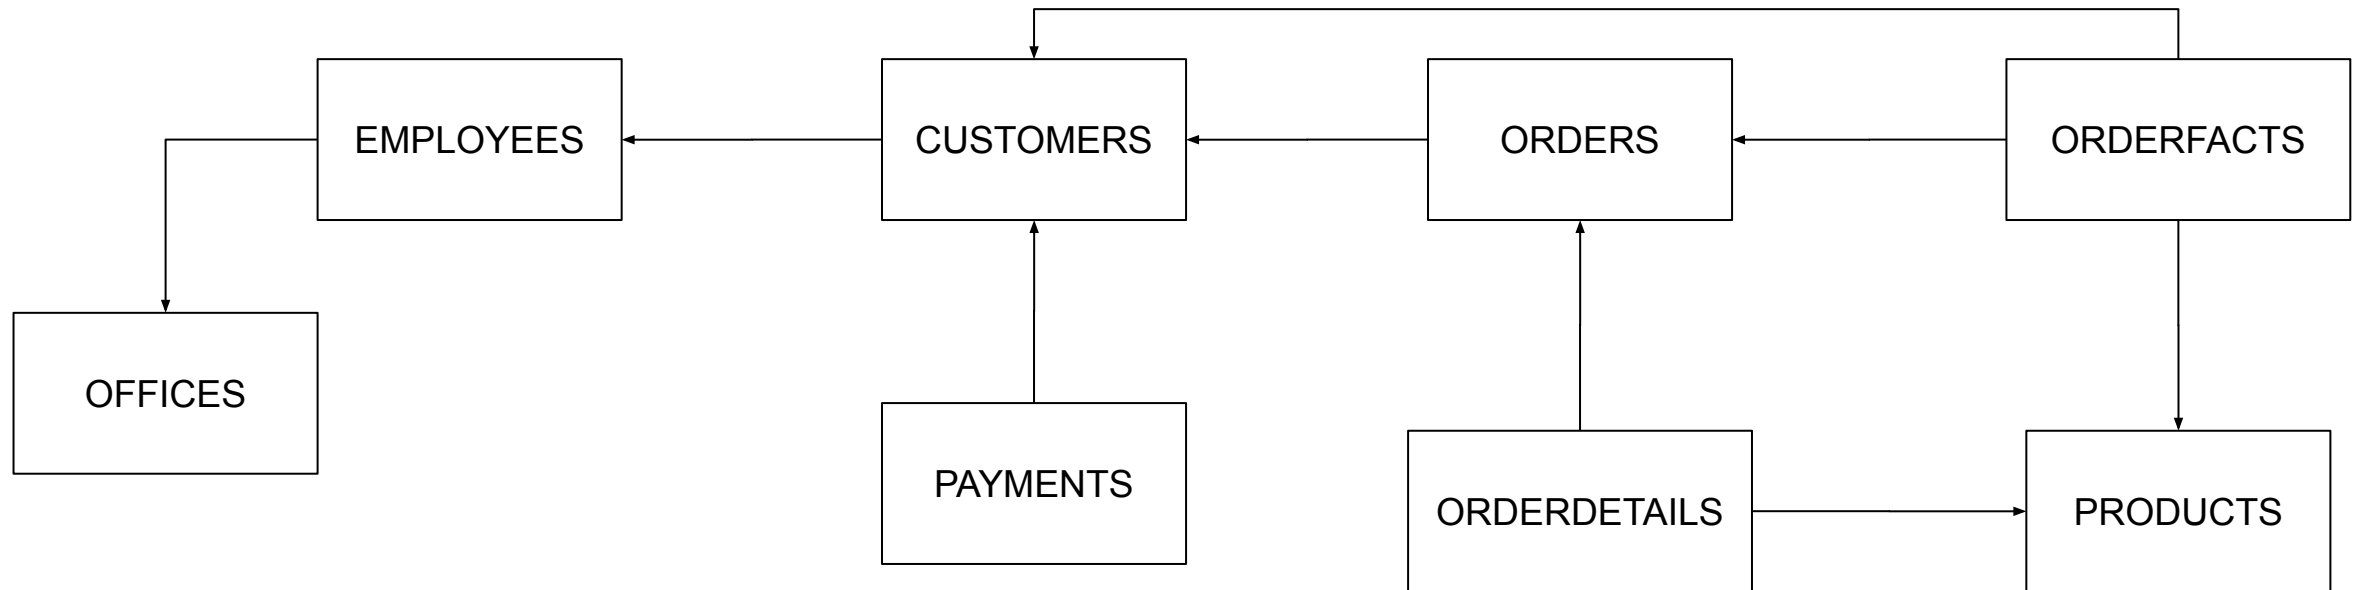 EMPLOYEES
CUSTOMERS
ORDERS
ORDERFACTS
OFFICES
PAYMENTS
ORDERDETAILS
PRODUCTS